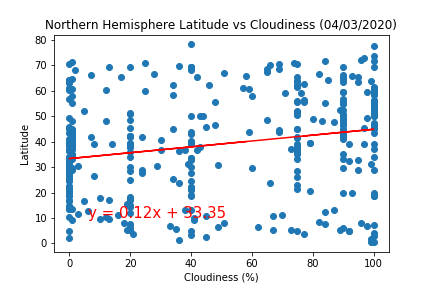 Northern Hemisphere Latitude vs Cloudiness (04/03/2020)
80
70
60
50
40
30
20
10
0
Latitude
y = 0.12x + 33.35
0 20 40 60 80 100
Cloudiness (%)